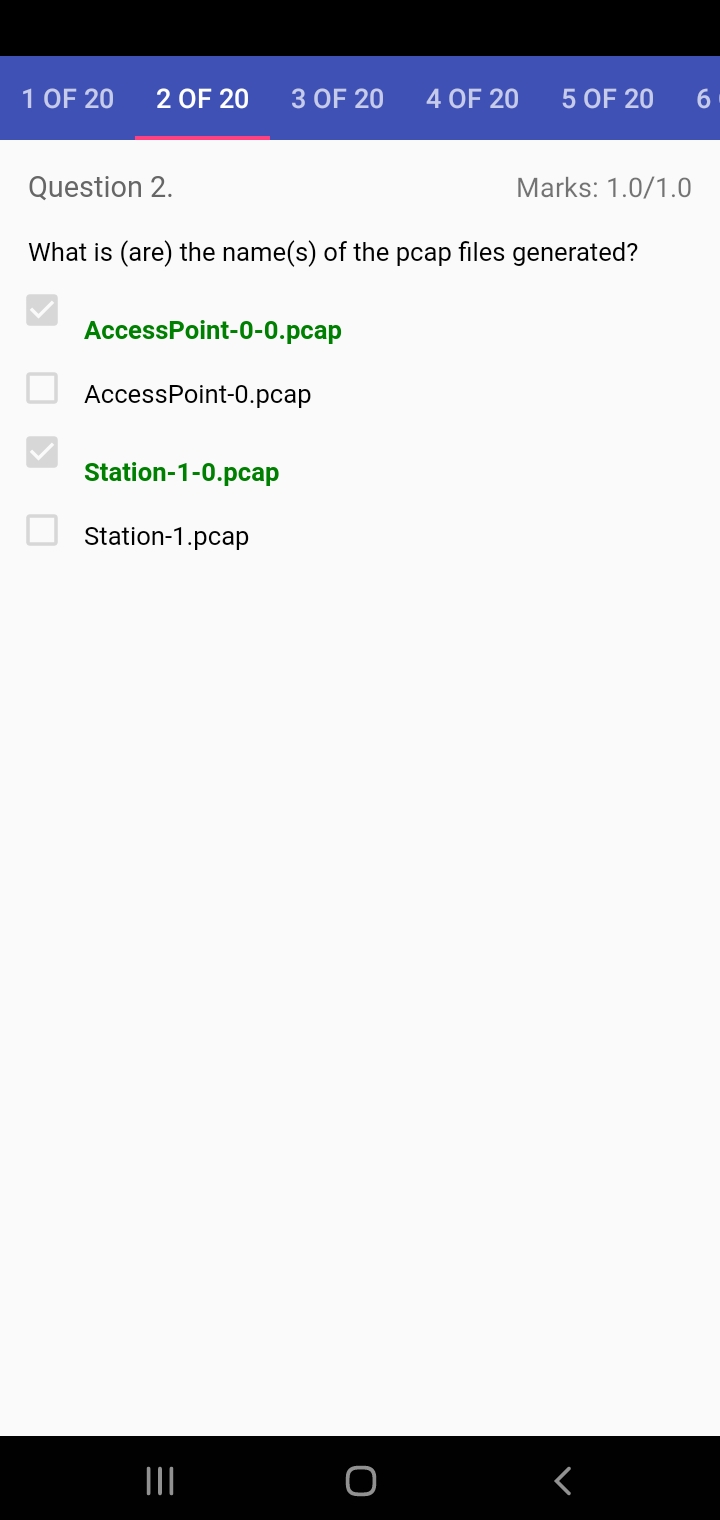 1 OF 20 2 OF 20 3 OF 20 4 OF 20 5 OF 20 6
Question 2. Marks: 1.0/1.0
What is (are) the name(s) of the pcap files generated?
AccessPoint-0-0.pcap
AccessPoint-0.pcap
Station-1-0.pcap
Station-1.pcap